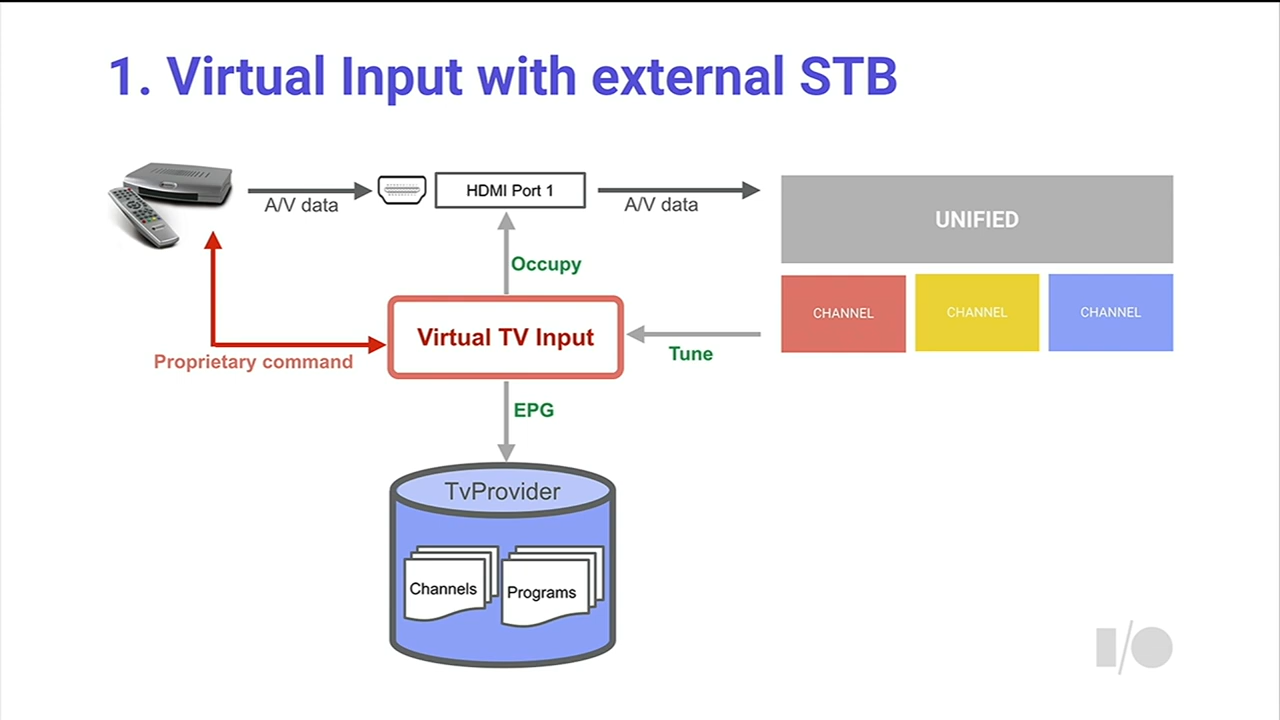 1. Virtual Input with external STB
A/V data
HDMI Port 1
A/V data
UNIFIED
Occupy
CHANNEL
CHANNEL
CHANNEL
Virtual TV Input
Tune
Proprietary command
EPG
TvProvider
Channels
Programs
I/O